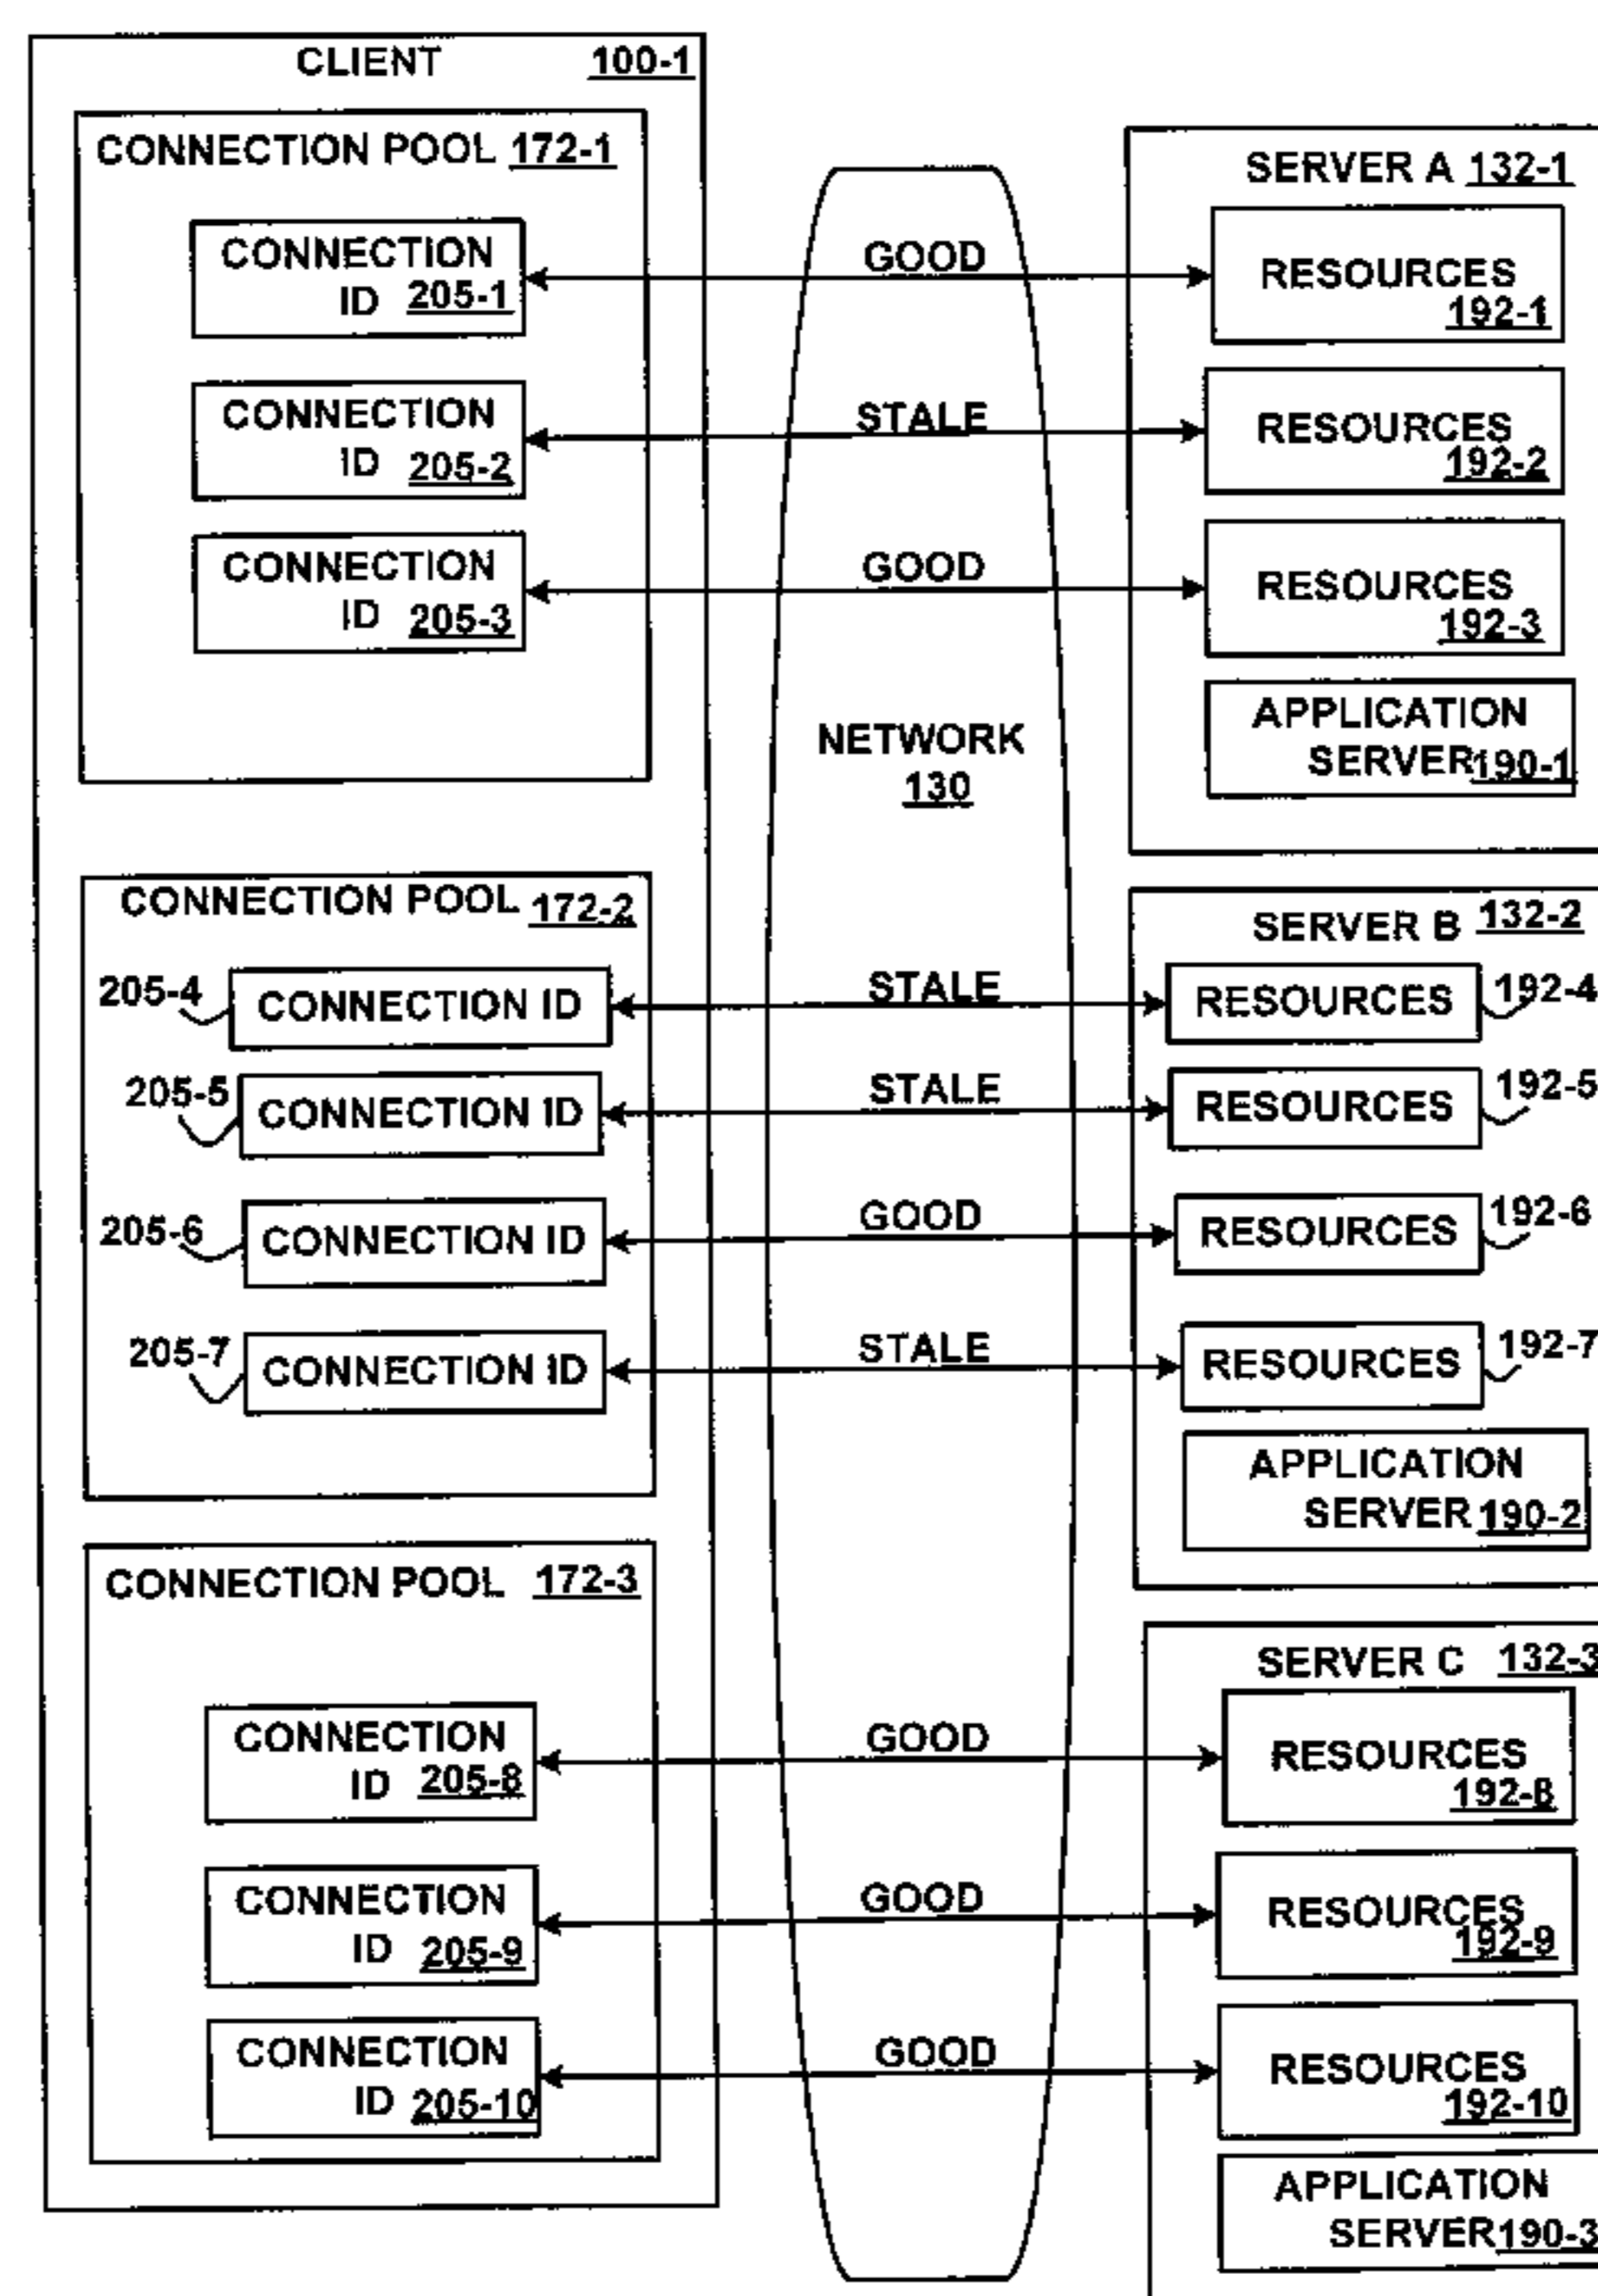 CLIENT 100-1
CONNECTION POOL 172-1
CONNECTION
ID 205-1
CONNECTION
ID 205-2
CONNECTION
ID 205-3
GOOD
STALE
GOOD
NETWORK
130
SERVER A 132-1
RESOURCES
192-1
RESOURCES
192-2
RESOURCES
192-3
APPLICATION
SERVER 190-1
CONNECTION POOL 172-2
205-4 CONNECTION ID
205-5 CONNECTION ID
205-6 CONNECTION ID
205-7 CONNECTION ID
STALE
STALE
GOOD
STALE
SERVER B 132-2
RESOURCES 192-4
RESOURCES 192-5
RESOURCES 192-6
RESOURCES 192-7
APPLICATION
SERVER 190-2
CONNECTION POOL 172-3
CONNECTION
ID 205-8
CONNECTION
ID 205-9
CONNECTION
ID 205-10
GOOD
GOOD
GOOD
SERVER C 132-3
RESOURCES
192-8
RESOURCES
192-9
RESOURCES
192-10
APPLICATION
SERVER 190-3